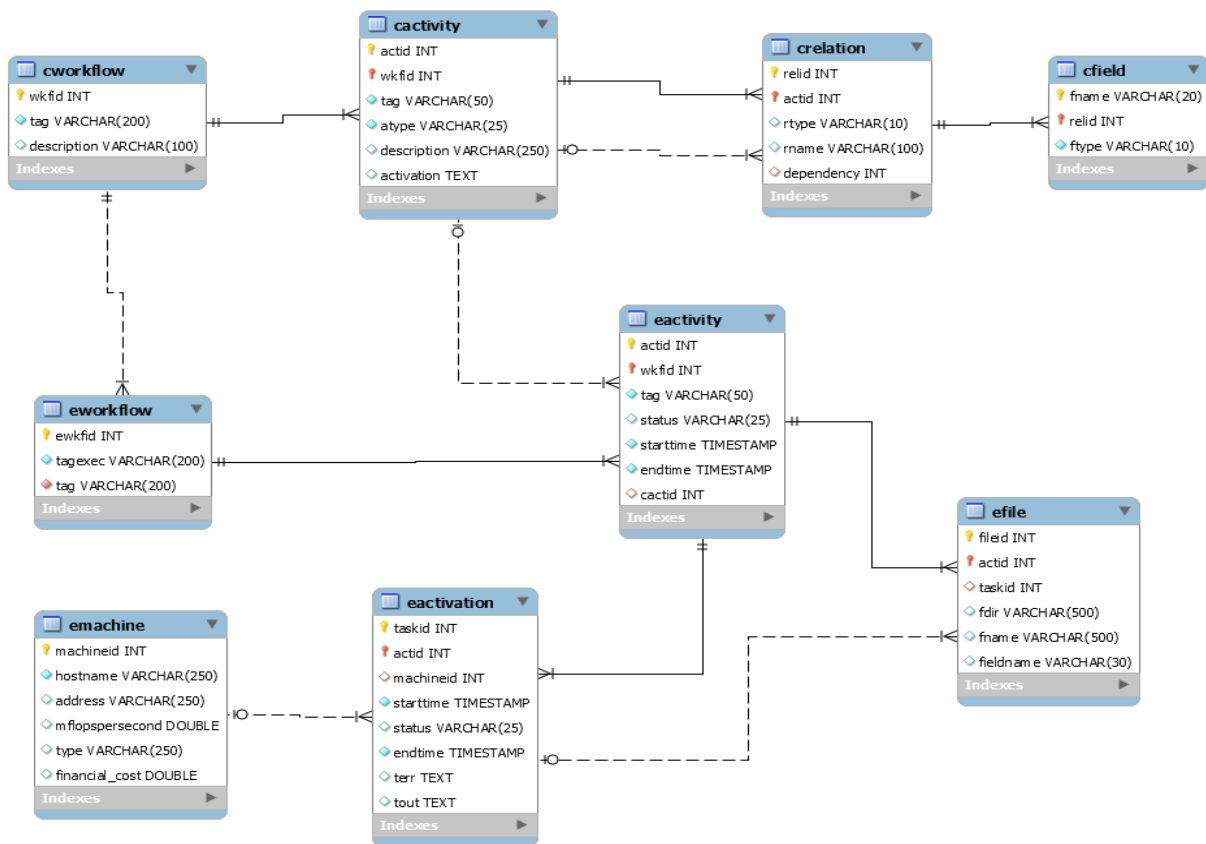 cworkflow
wkfid INT
tag VARCHAR(200)
description VARCHAR(100)
Indexes
cactivity
actid INT
wkfid INT
tag VARCHAR(50)
atype VARCHAR(25)
description VARCHAR(250)
activation TEXT
Indexes
crelation
relid INT
actid INT
rtype VARCHAR(10)
rname VARCHAR(100)
dependency INT
Indexes
cfield
fname VARCHAR(20)
relid INT
ftype VARCHAR(10)
Indexes
eworkflow
ewkfid INT
tagexec VARCHAR(200)
tag VARCHAR(200)
Indexes
eactivity
actid INT
wkfid INT
tag VARCHAR(50)
status VARCHAR(25)
starttime TIMESTAMP
endtime TIMESTAMP
cactid INT
Indexes
efile
fileid INT
actid INT
taskid INT
fdir VARCHAR(500)
fname VARCHAR(500)
fieldname VARCHAR(30)
Indexes
emachine
machineid INT
hostname VARCHAR(250)
address VARCHAR(250)
mflopspersecond DOUBLE
type VARCHAR(250)
financial_cost DOUBLE
Indexes
eactivation
taskid INT
actid INT
machineid INT
starttime TIMESTAMP
status VARCHAR(25)
endtime TIMESTAMP
terr TEXT
tout TEXT
Indexes